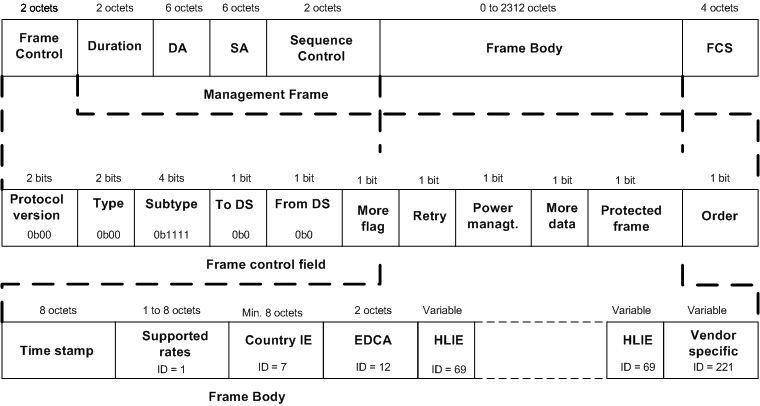 2 octets 2 octets 6 octets 6 octets 2 octets 0 to 2312 octets 4 octets
Frame Control Duration DA SA Sequence Control Frame Body FCS
Management Frame
2 bits 2 bits 4 bits 1 bit 1 bit 1 bit 1 bit 1 bit 1 bit 1 bit 1 bit
Protocol version Type Subtype To DS From DS More flag Retry Power managt. More data Protected frame Order
0b00 0b00 0b1111 0b0 0b0
Frame control field
8 octets 1 to 8 octets Min. 8 octets 2 octets Variable Variable Variable
Time stamp Supported rates Country IE EDCA HLIE HLIE Vendor specific
ID = 1 ID = 7 ID = 12 ID = 69 ID = 69 ID = 221
Frame Body